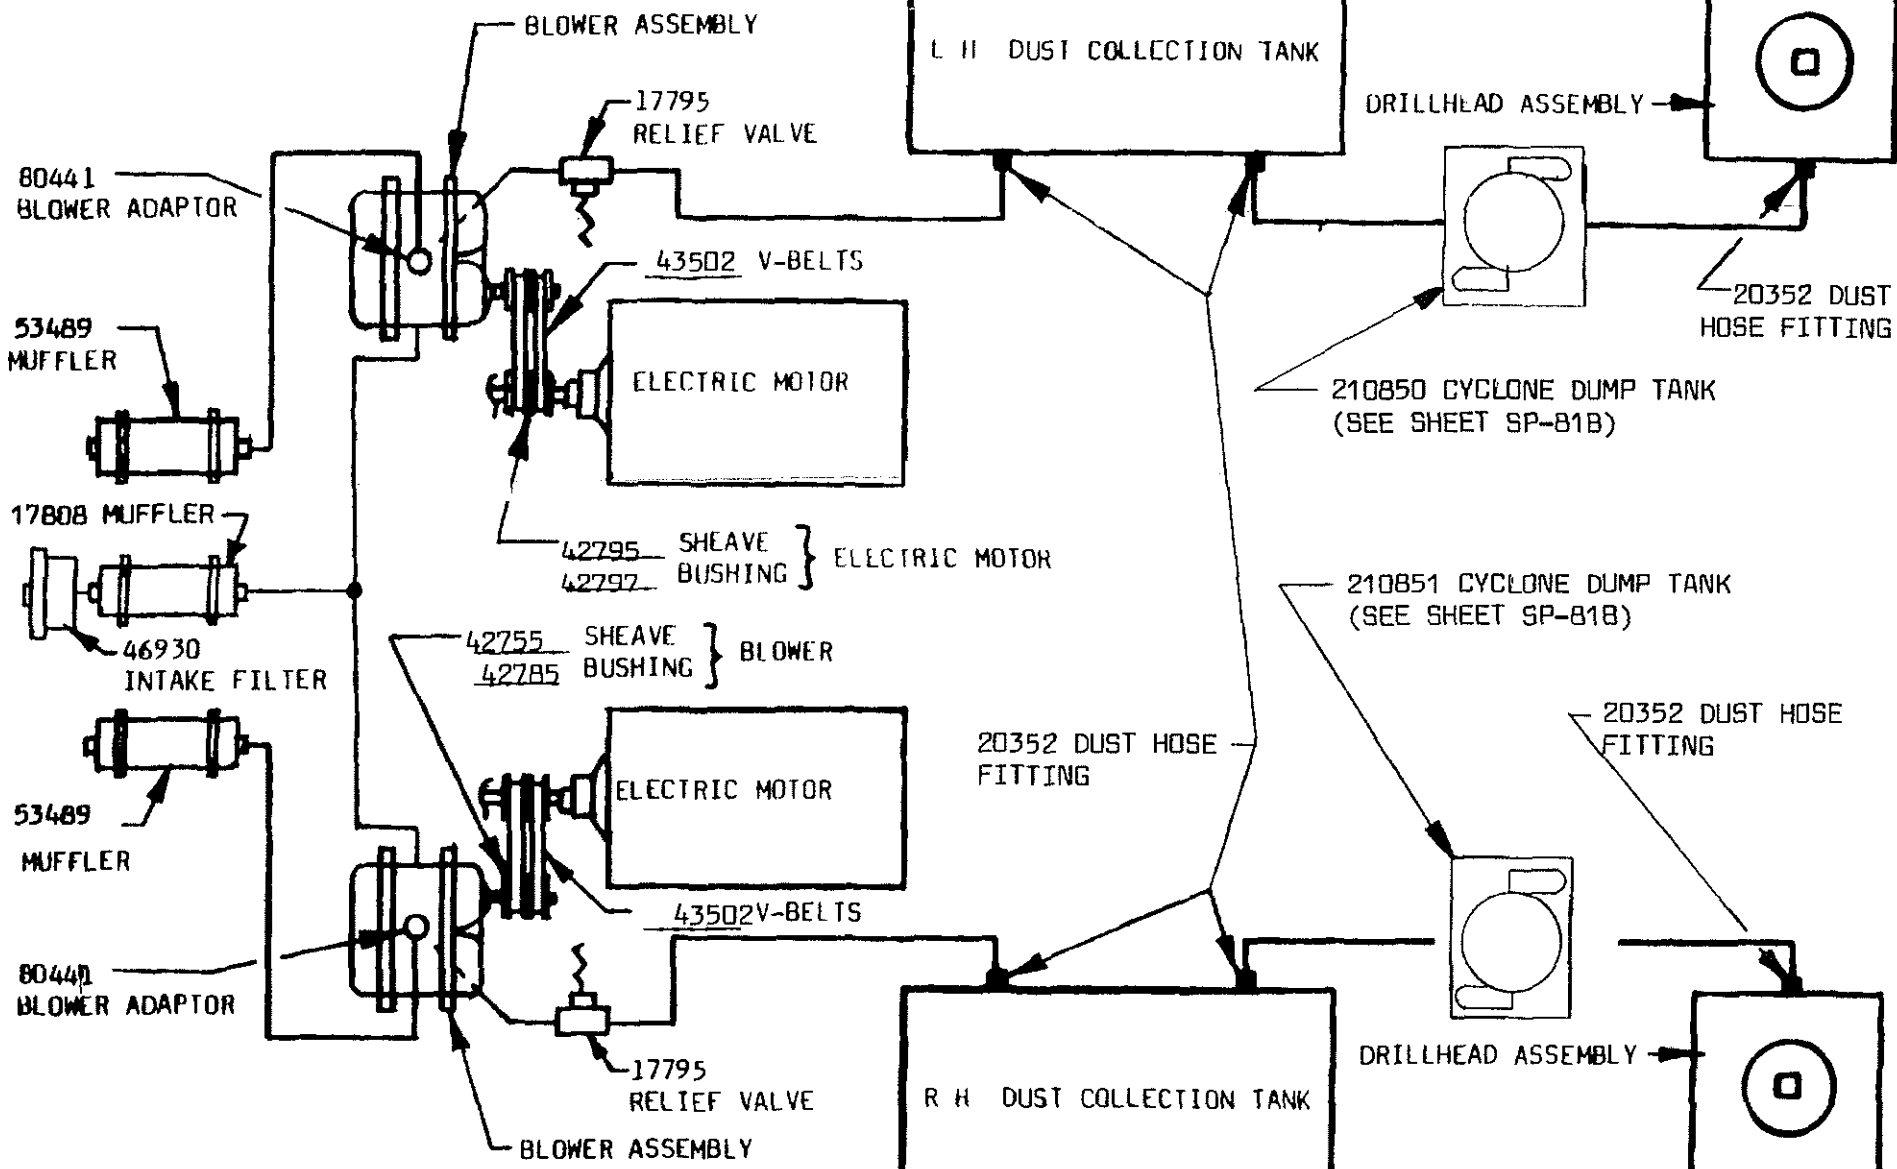 BLOWER ASSEMBLY
L H DUST COLLECTION TANK
17795
RELIEF VALVE
DRILLHEAD ASSEMBLY
80441
BLOWER ADAPTOR
43502 V-BELTS
20352 DUST
HOSE FITTING
53489
MUFFLER
ELECTRIC MOTOR
210850 CYCLONE DUMP TANK
(SEE SHEET SP-81B)
17808 MUFFLER
42795 SHEAVE
42797 BUSHING
ELECTRIC MOTOR
210851 CYCLONE DUMP TANK
(SEE SHEET SP-81B)
46930
INTAKE FILTER
42755 SHEAVE
42785 BUSHING
BLOWER
20352 DUST HOSE
FITTING
20352 DUST HOSE
FITTING
ELECTRIC MOTOR
53489
MUFFLER
43502 V-BELTS
80441
BLOWER ADAPTOR
DRILLHEAD ASSEMBLY
17795
RELIEF VALVE
R H DUST COLLECTION TANK
BLOWER ASSEMBLY